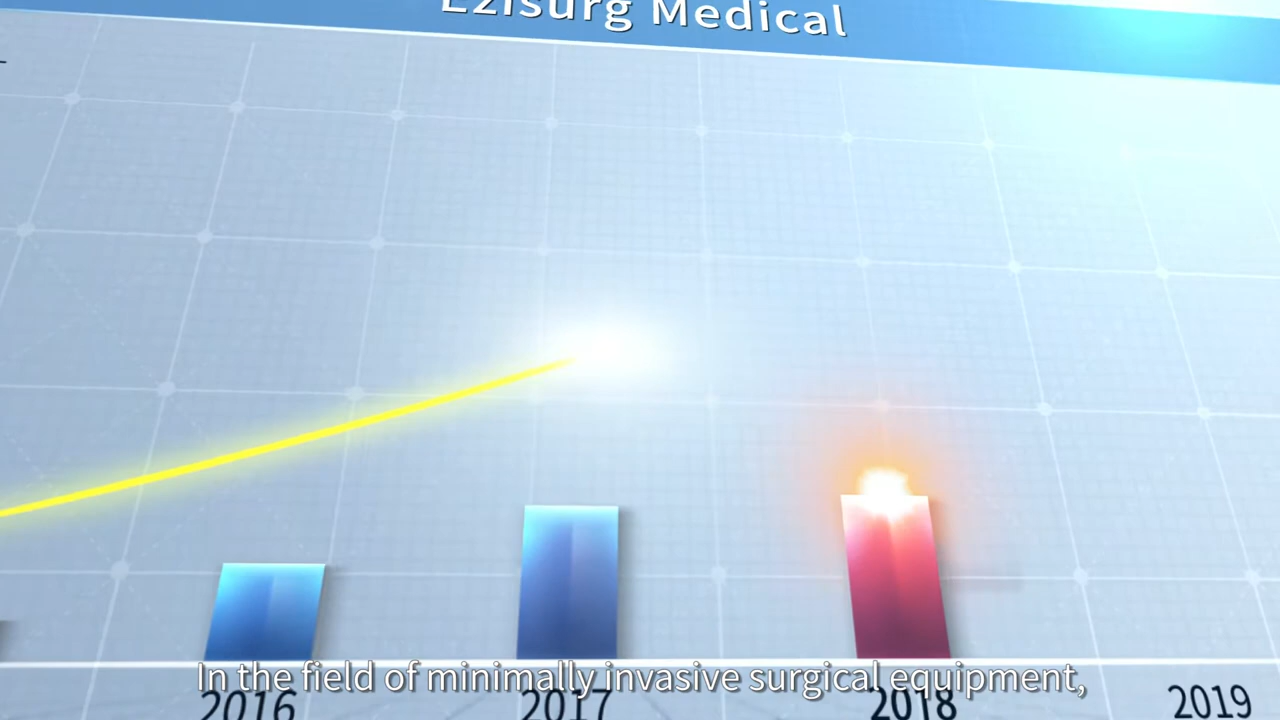 Ezisurg Medical
In the field of minimally invasive surgical equipment,
2016 2017 2018 2019